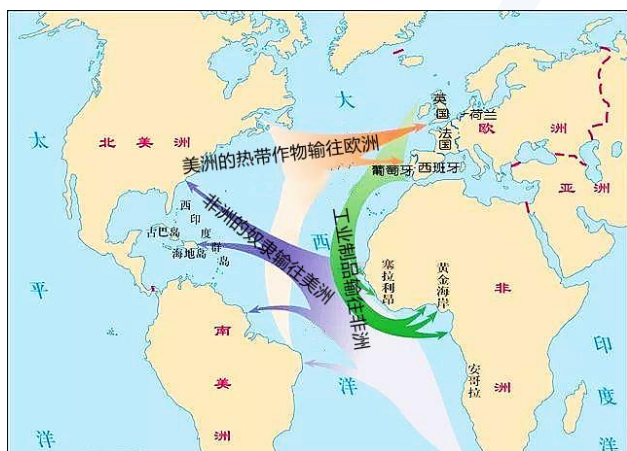 英国
荷兰
法国
欧洲
大西洋
太平洋
北美洲
美洲的热带作物输往欧洲
葡萄牙
西班牙
亚洲
非洲的奴隶输往美洲
工业制品输往非洲
西印度群岛
古巴岛
海地岛
塞拉利昂
黄金海岸
非洲
安哥拉
南美洲
印度洋